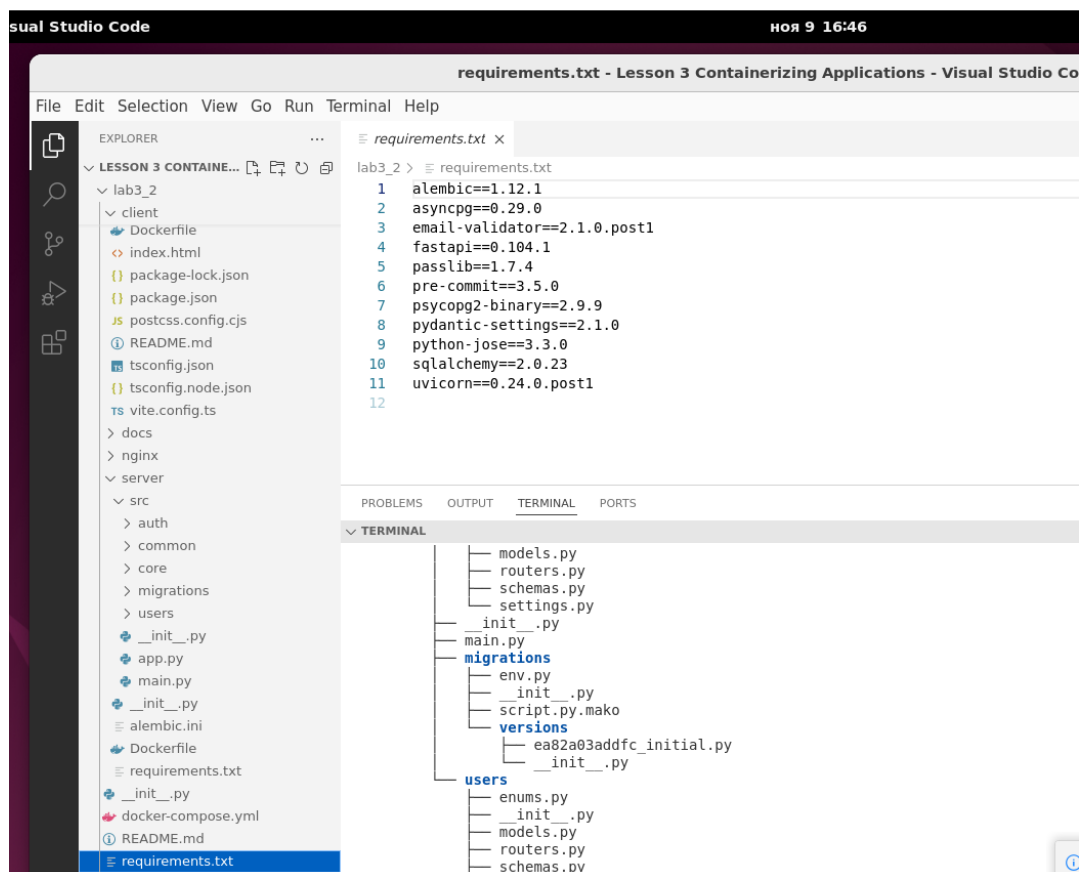 sual Studio Code
ноя 9 16:46
requirements.txt - Lesson 3 Containerizing Applications - Visual Studio Co
File Edit Selection View Go Run Terminal Help
EXPLORER
LESSON 3 CONTAINE...
lab3_2
client
Dockerfile
index.html
package-lock.json
package.json
postcss.config.cjs
README.md
tsconfig.json
tsconfig.node.json
vite.config.ts
docs
nginx
server
src
auth
common
core
migrations
users
__init__.py
app.py
main.py
__init__.py
alembic.ini
Dockerfile
requirements.txt
__init__.py
docker-compose.yml
README.md
requirements.txt
requirements.txt
lab3_2 > requirements.txt
1 alembic==1.12.1
2 asyncpg==0.29.0
3 email-validator==2.1.0.post1
4 fastapi==0.104.1
5 passlib==1.7.4
6 pre-commit==3.5.0
7 psycopg2-binary==2.9.9
8 pydantic-settings==2.1.0
9 python-jose==3.3.0
10 sqlalchemy==2.0.23
11 uvicorn==0.24.0.post1
12
PROBLEMS OUTPUT TERMINAL PORTS
TERMINAL
│   ├── models.py
│   ├── routers.py
│   ├── schemas.py
│   └── settings.py
├── __init__.py
├── main.py
├── migrations
│   ├── env.py
│   ├── __init__.py
│   ├── script.py.mako
│   └── versions
│       ├── ea82a03addfc_initial.py
│       └── __init__.py
└── users
    ├── enums.py
    ├── __init__.py
    ├── models.py
    ├── routers.py
    ├── schemas.py